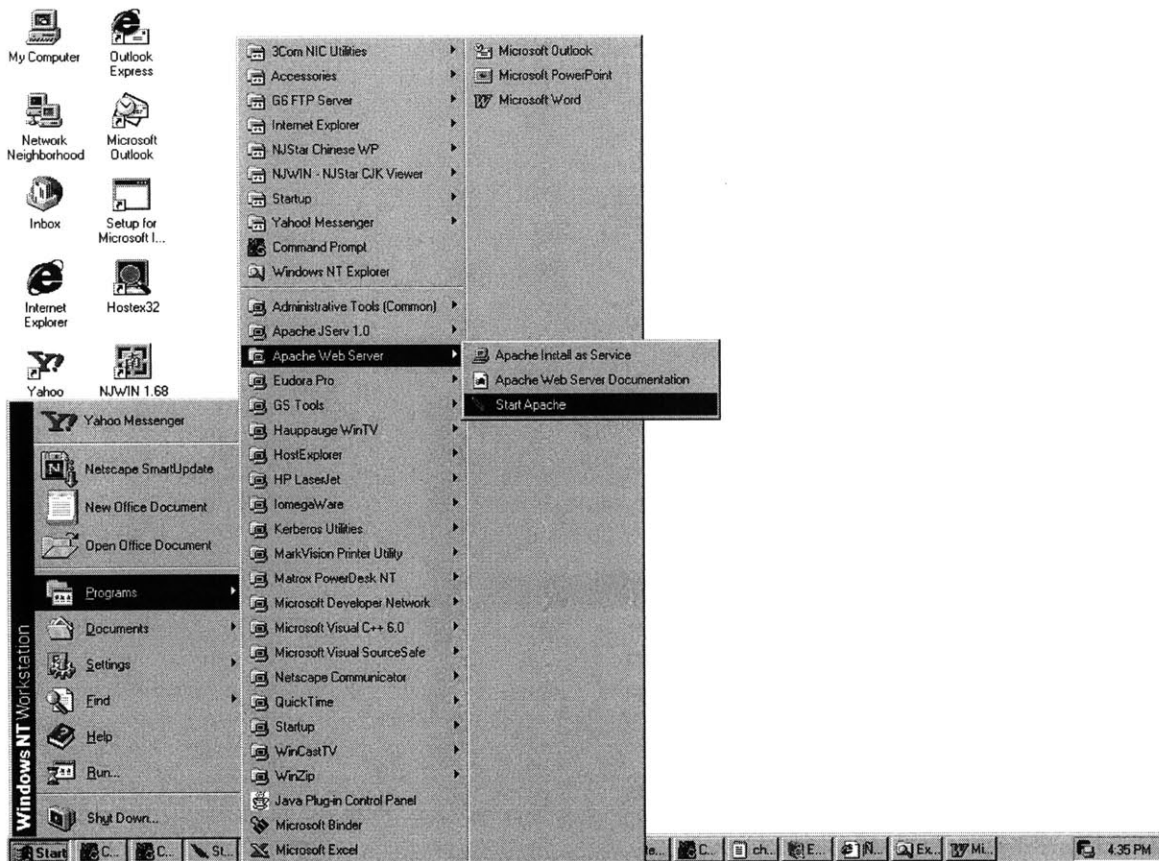 My Computer
Outlook
Express
Network
Neighborhood
Microsoft
Outlook
Inbox
Setup for
Microsoft I...
Internet
Explorer
Hostex32
Yahoo
NJWIN 1.68
Yahoo Messenger
Netscape SmartUpdate
New Office Document
Open Office Document
Programs
Documents
Settings
Find
Help
Run...
Shut Down...
Windows NT Workstation
3Com NIC Utilities
Accessories
G6 FTP Server
Internet Explorer
NJStar Chinese WP
NJWIN - NJStar CJK Viewer
Startup
Yahoo! Messenger
Command Prompt
Windows NT Explorer
Administrative Tools (Common)
Apache JServ 1.0
Apache Web Server
Eudora Pro
GS Tools
Hauppauge WinTV
HostExplorer
HP LaserJet
IomegaWare
Kerberos Utilities
MarkVision Printer Utility
Matrox PowerDesk NT
Microsoft Developer Network
Microsoft Visual C++ 6.0
Microsoft Visual SourceSafe
Netscape Communicator
QuickTime
Startup
WinCastTV
WinZip
Java Plug-in Control Panel
Microsoft Binder
Microsoft Excel
Microsoft Outlook
Microsoft PowerPoint
Microsoft Word
Apache Install as Service
Apache Web Server Documentation
Start Apache
Start C... C... St... C... ch... E... N... Ex... Mi... 4:35 PM